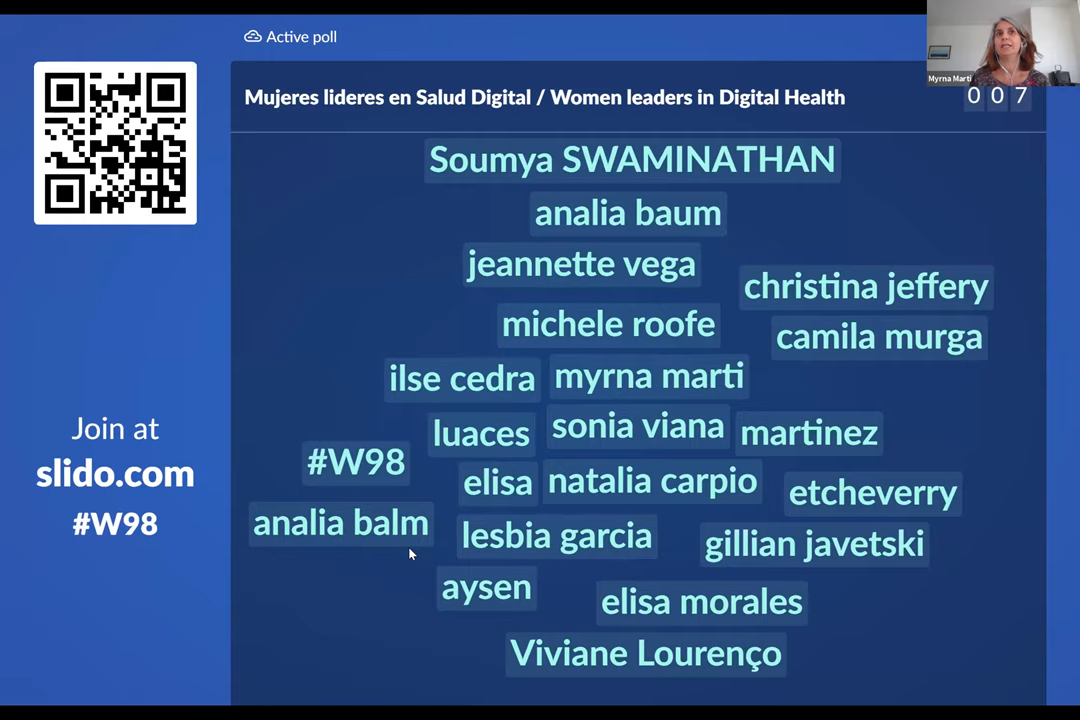 Active poll
Myrna Marti
Mujeres lideres en Salud Digital / Women leaders in Digital Health
0 0 7
Soumya SWAMINATHAN
analia baum
jeannette vega
christina jeffery
michele roofe
camila murga
ilse cedra
myrna marti
luaces
sonia viana
martinez
#W98
elisa
natalia carpio
etcheverry
analia balm
lesbia garcia
gillian javetski
aysen
elisa morales
Viviane Lourenço
Join at
slido.com
#W98